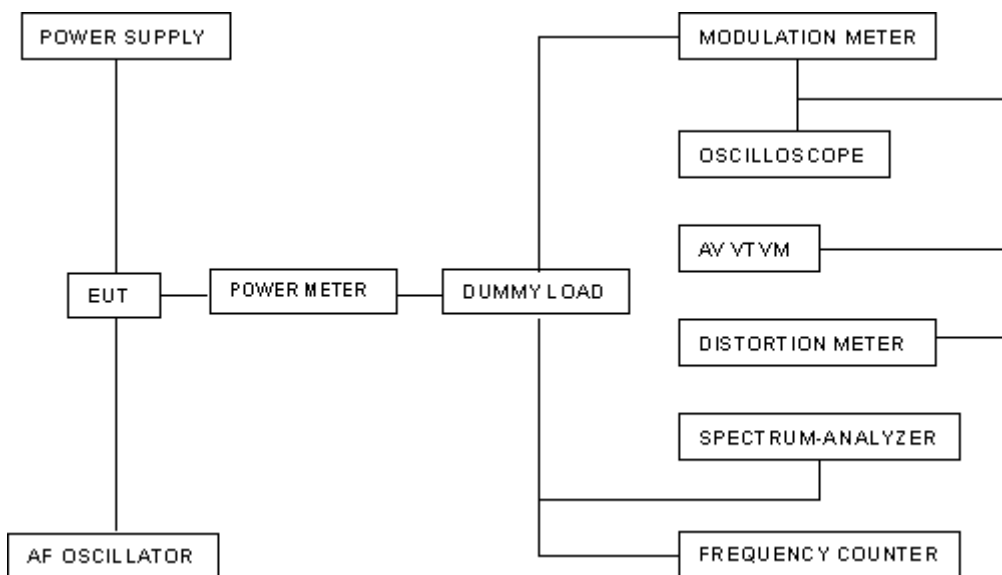 POWER SUPPLY
MODULATION METER
OSCILLOSCOPE
AV VTVM
EUT
POWER METER
DUMMY LOAD
DISTORTION METER
SPECTRUM-ANALYZER
AF OSCILLATOR
FREQUENCY COUNTER